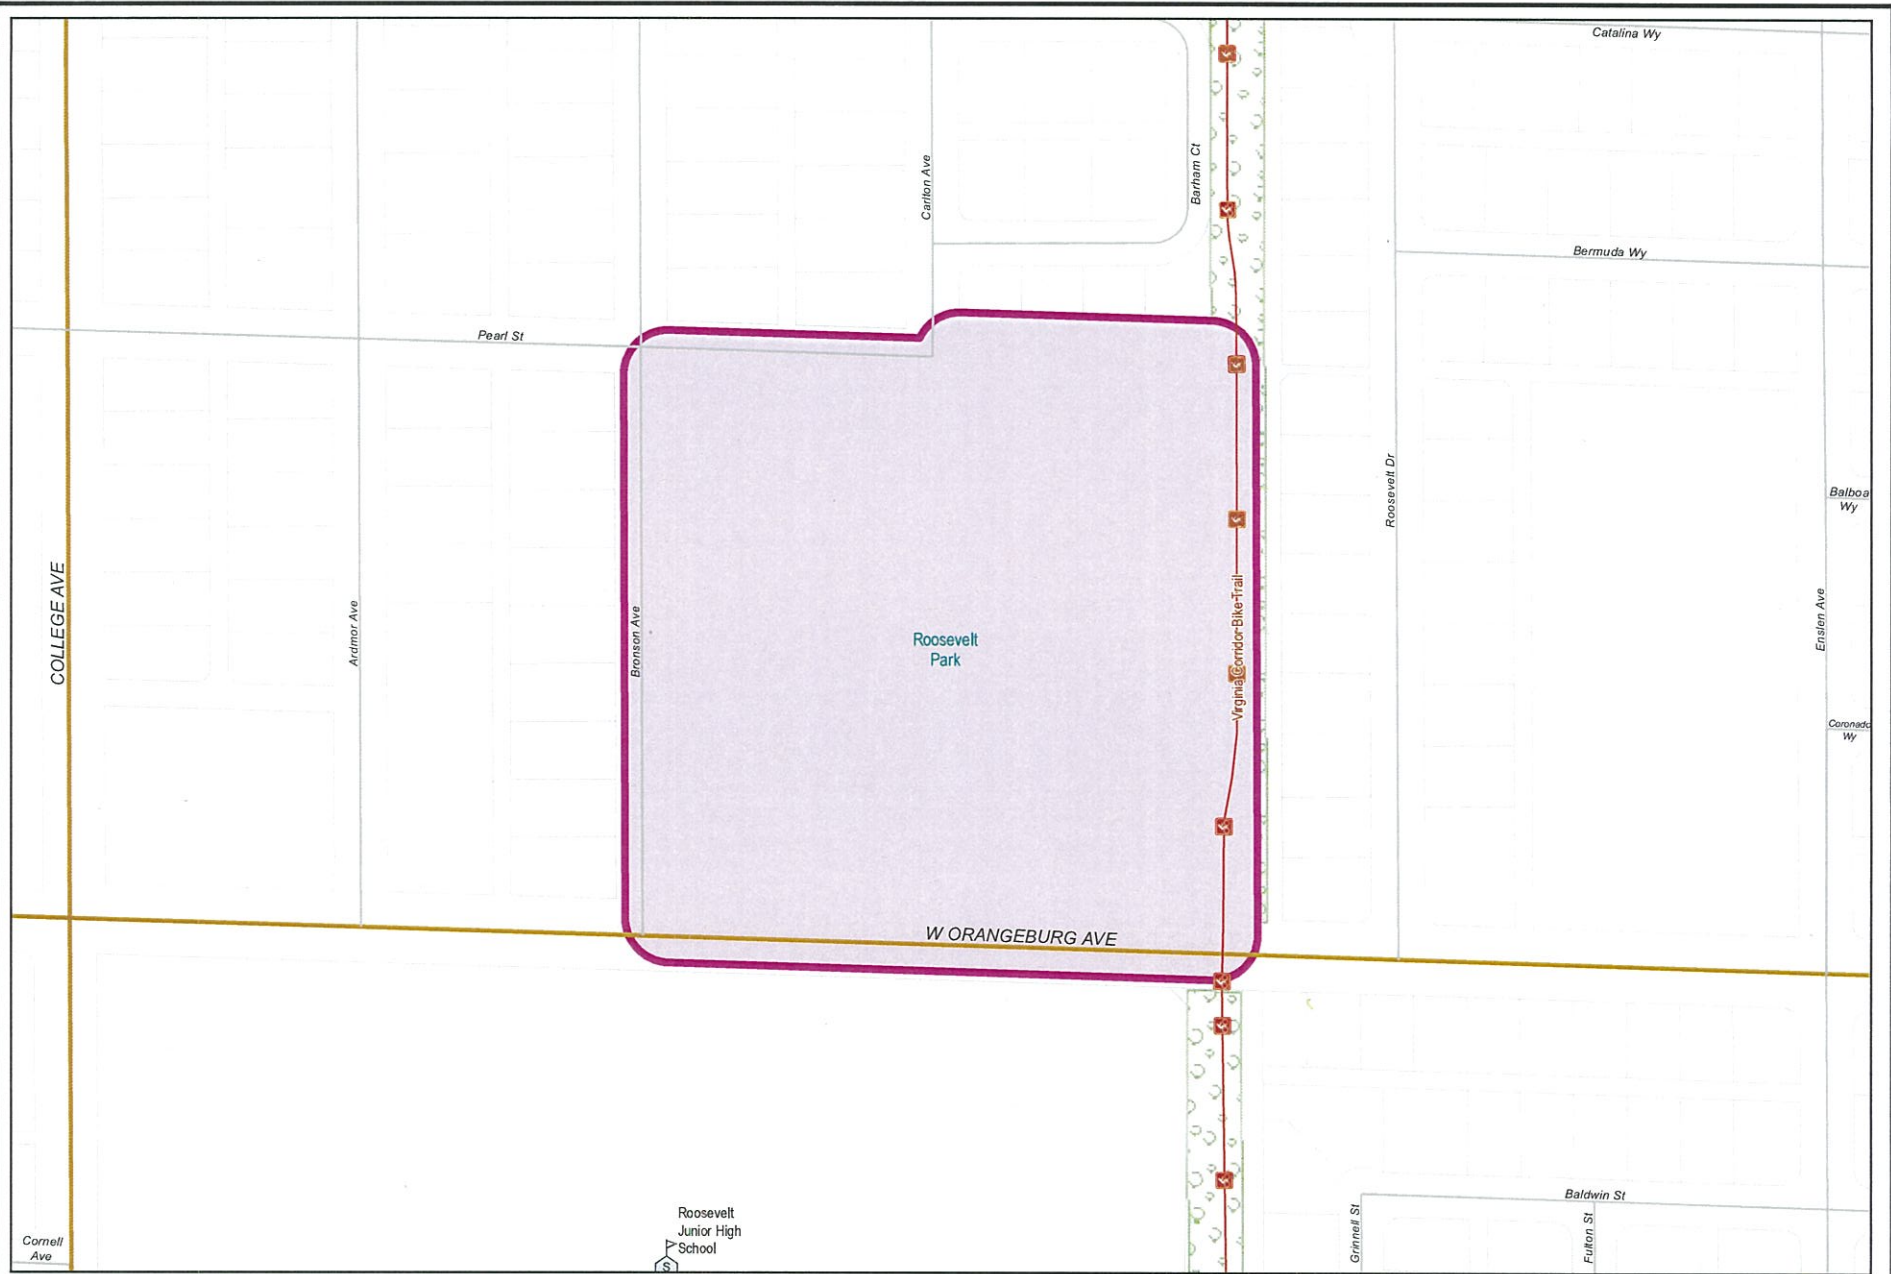 Catalina Wy
Carlton Ave
Barham Ct
Bermuda Wy
Pearl St
Roosevelt Dr
Balboa
Wy
COLLEGE AVE
Ardmor Ave
Bronson Ave
Roosevelt
Park
Virginia Corridor Bike Trail
Enslen Ave
Coronado
Wy
W ORANGEBURG AVE
Roosevelt
Junior High
School
S
Baldwin St
Grinnell St
Fulton St
Cornell
Ave